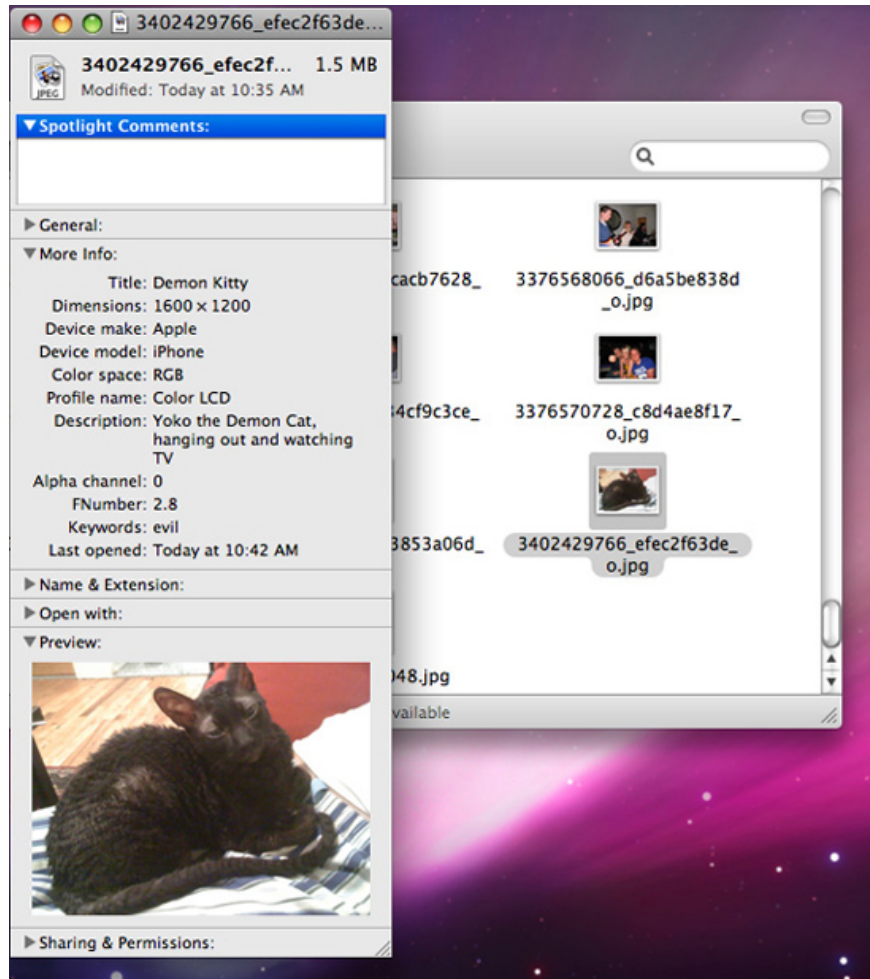 3402429766_efec2f63de...
3402429766_efec2f... 1.5 MB
JPEG
Modified: Today at 10:35 AM
Spotlight Comments:
General:
More Info:
Title: Demon Kitty
Dimensions: 1600 × 1200
Device make: Apple
Device model: iPhone
Color space: RGB
Profile name: Color LCD
Description: Yoko the Demon Cat,
hanging out and watching
TV
Alpha channel: 0
FNumber: 2.8
Keywords: evil
Last opened: Today at 10:42 AM
Name & Extension:
Open with:
Preview:
Sharing & Permissions:
cacb7628_
3376568066_d6a5be838d
_o.jpg
4cf9c3ce_
3376570728_c8d4ae8f17_
o.jpg
3853a06d_
3402429766_efec2f63de_
o.jpg
048.jpg
vailable